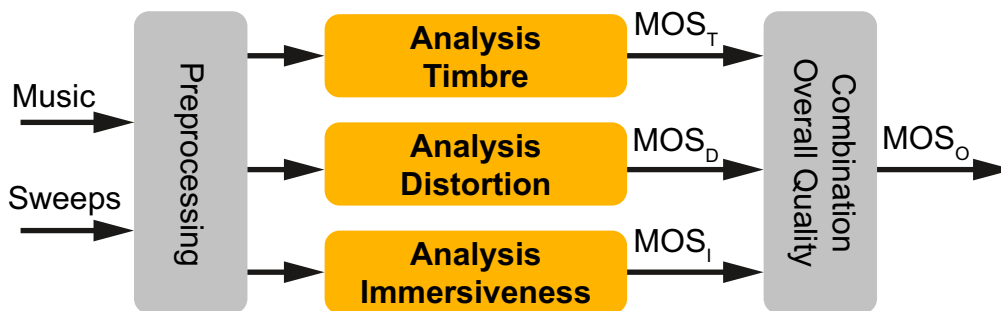 Music
Sweeps
Preprocessing
Analysis
Timbre
Analysis
Distortion
Analysis
Immersiveness
MOS_T
MOS_D
MOS_I
Combination
Overall Quality
MOS_O